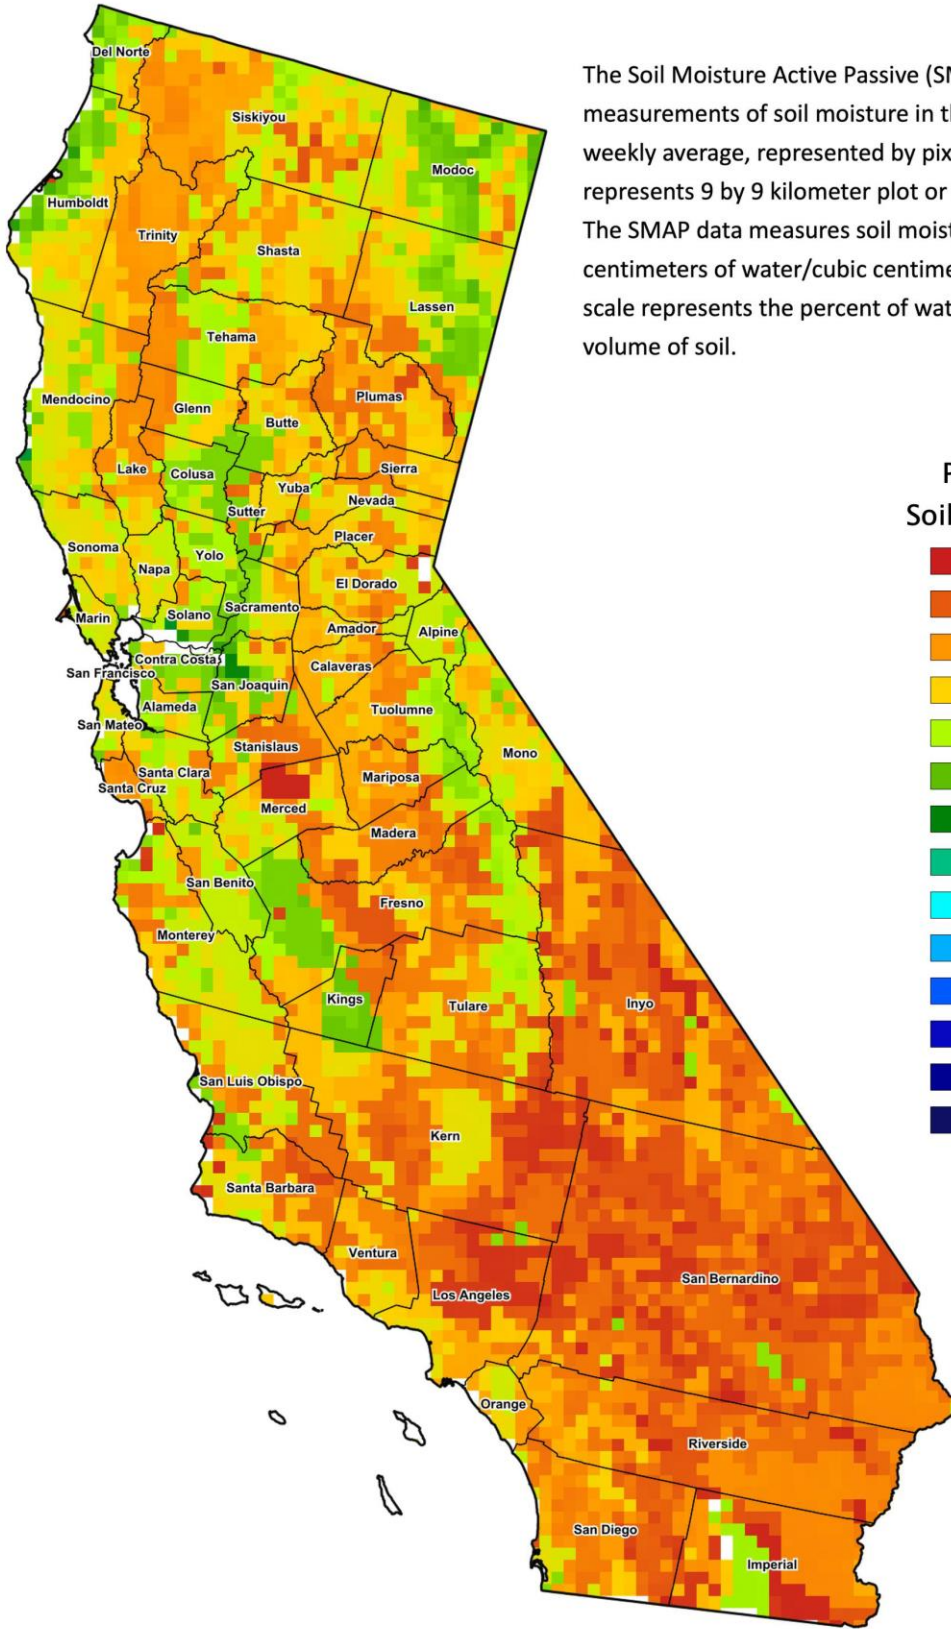 The Soil Moisture Active Passive
measurements of soil moisture in
weekly average, represented by
represents 9 by 9 kilometer plot or
The SMAP data measures soil
centimeters of water/cubic
scale represents the percent of
volume of soil.
Del Norte
Siskiyou
Modoc
Humboldt
Trinity
Shasta
Lassen
Tehama
Mendocino
Glenn
Butte
Plumas
Lake
Colusa
Sierra
Yuba
Nevada
Sutter
Placer
Soil
Sonoma
Napa
Yolo
El Dorado
Marin
Solano
Sacramento
Amador
Alpine
Contra Costa
Calaveras
San Francisco
San Joaquin
Alameda
Tuolumne
San Mateo
Stanislaus
Mono
Santa Clara
Mariposa
Santa Cruz
Merced
Madera
San Benito
Fresno
Monterey
Kings
Tulare
Inyo
San Luis Obispo
Kern
Santa Barbara
Ventura
San Bernardino
Los Angeles
Orange
Riverside
San Diego
Imperial